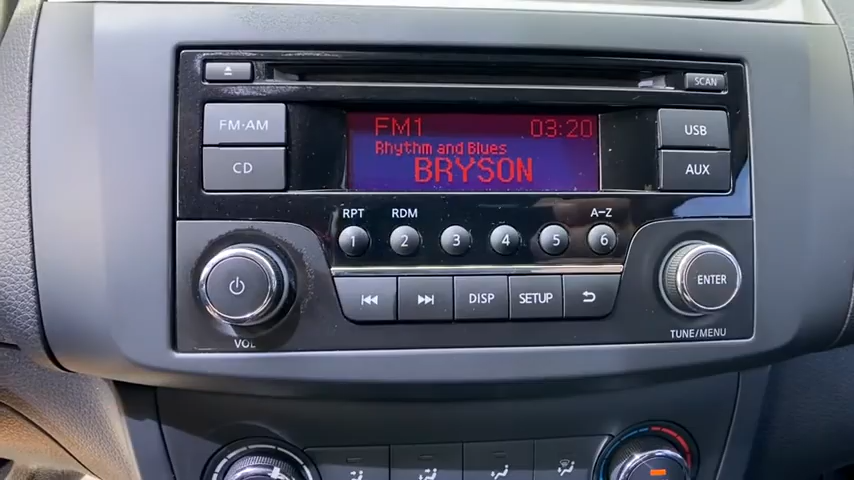 SCAN
FM·AM
CD
FM1 03:20
Rhythm and Blues
BRYSON
USB
AUX
RPT RDM A-Z
1 2 3 4 5 6
DISP SETUP
ENTER
VOL
TUNE/MENU